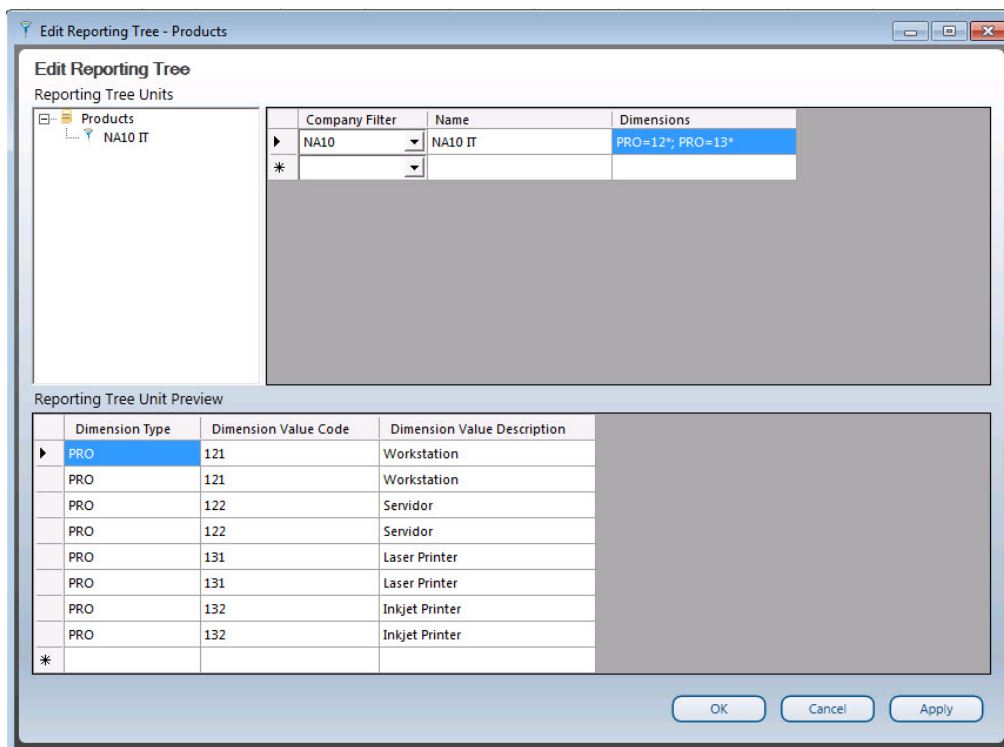 Edit Reporting Tree - Products
Edit Reporting Tree
Reporting Tree Units
Products
NA10 IT
Company Filter Name Dimensions
NA10 NA10 IT PRO=12*; PRO=13*
Reporting Tree Unit Preview
Dimension Type Dimension Value Code Dimension Value Description
PRO 121 Workstation
PRO 121 Workstation
PRO 122 Servidor
PRO 122 Servidor
PRO 131 Laser Printer
PRO 131 Laser Printer
PRO 132 Inkjet Printer
PRO 132 Inkjet Printer
OK Cancel Apply